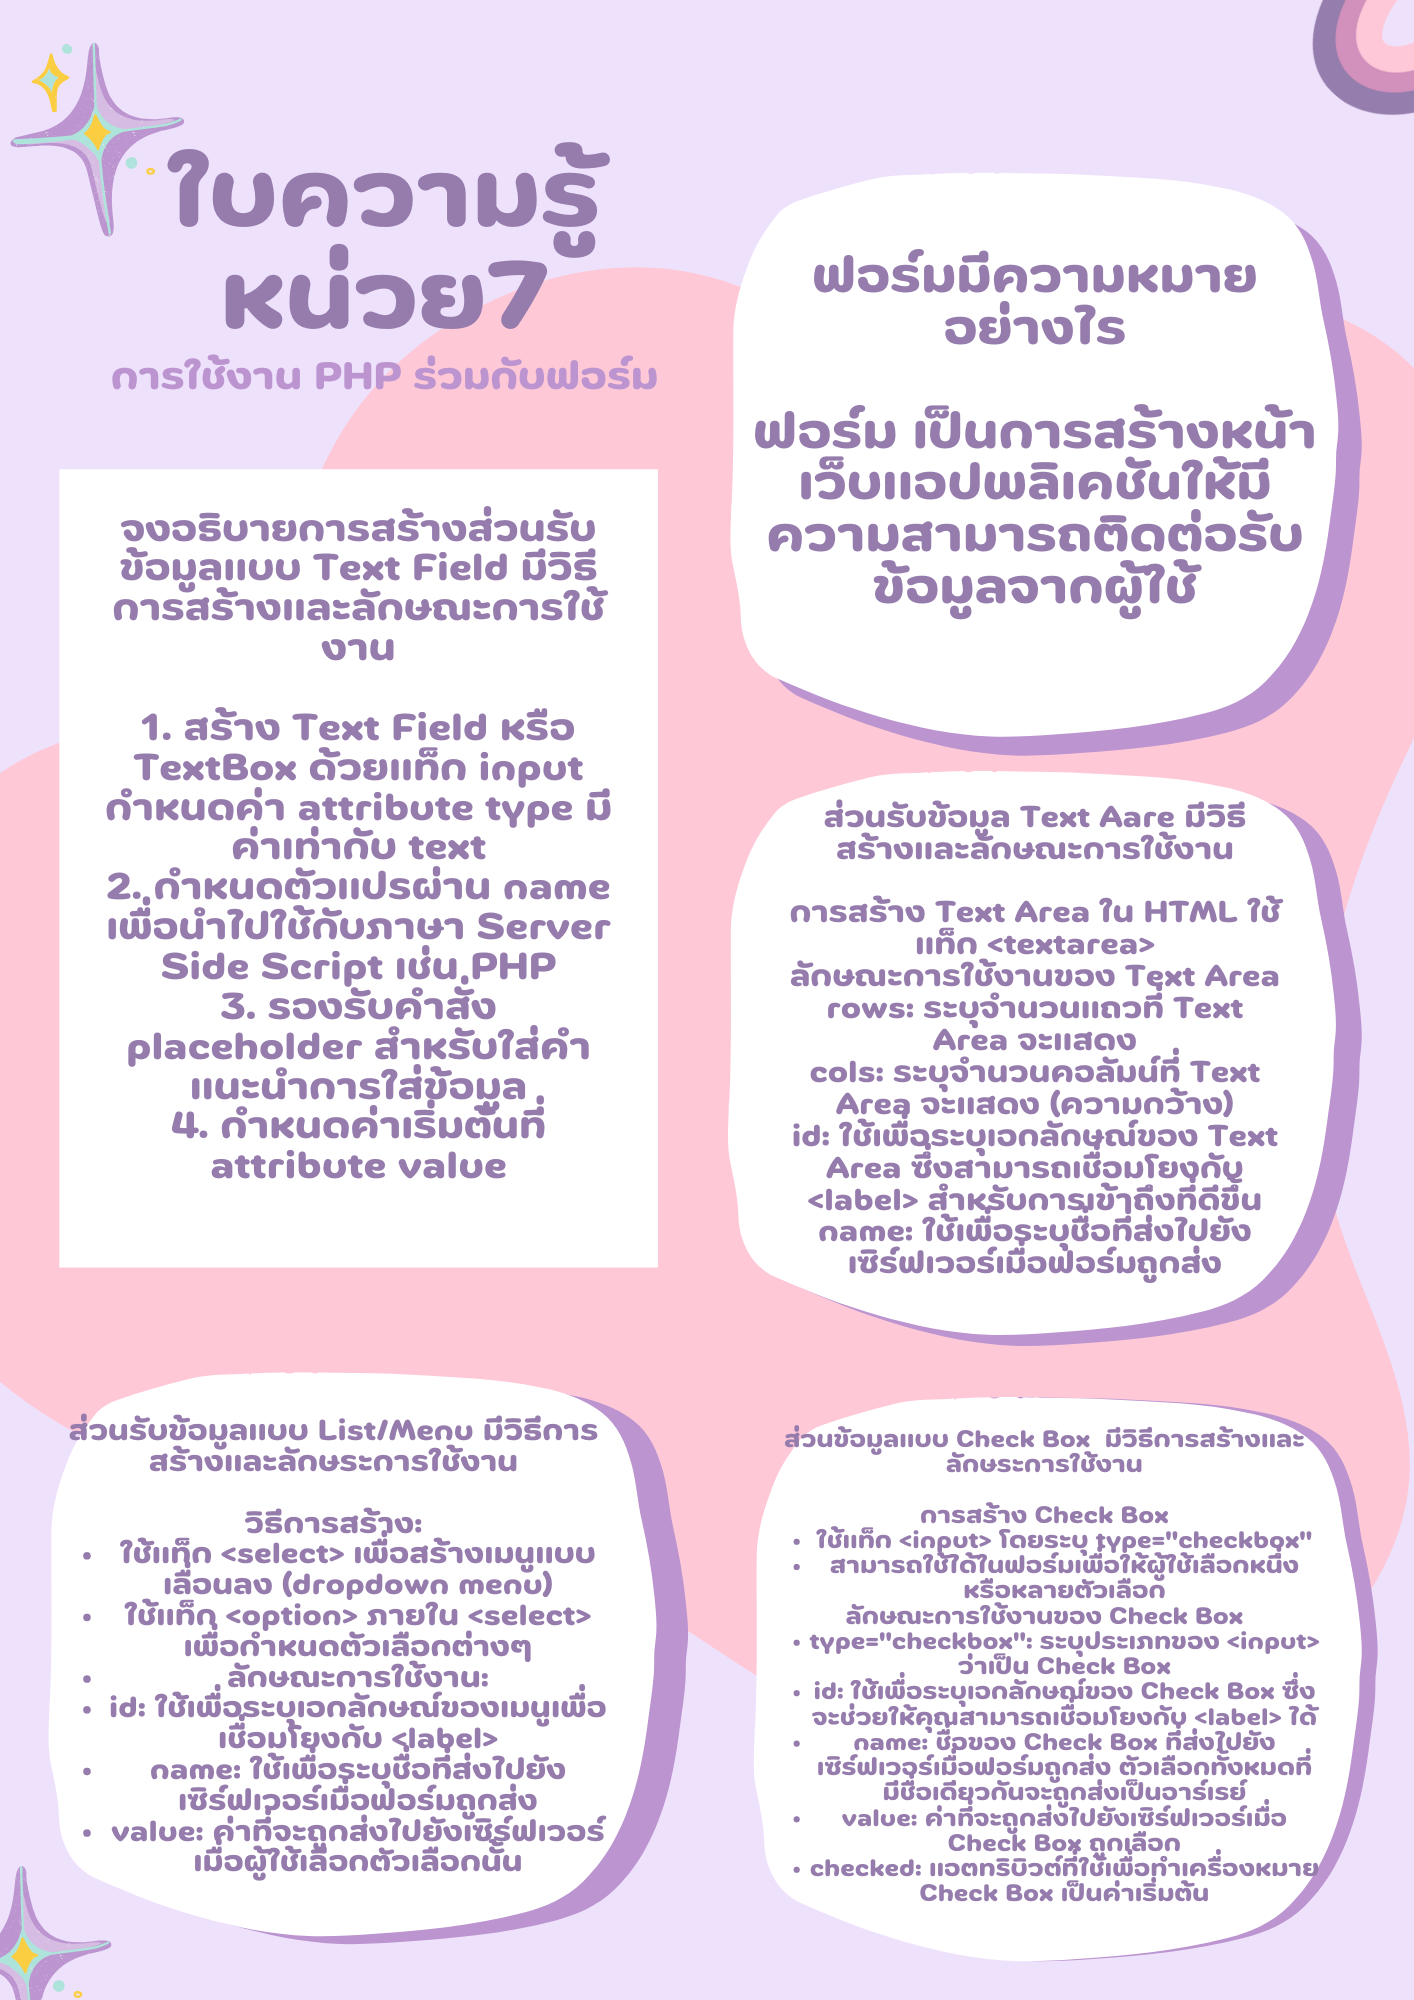 ใบความรู้
หน่วย7
การใช้งาน PHP ร่วมกับฟอร์ม
ฟอร์มมีความหมาย
อย่างไร
ฟอร์ม เป็นการสร้างหน้า
เว็บแอปพลิเคชันให้มี
ความสามารถติดต่อรับ
ข้อมูลจากผู้ใช้
จงอธิบายการสร้างส่วนรับ
ข้อมูลแบบ Text Field มีวิธี
การสร้างและลักษณะการใช้
งาน
1. สร้าง Text Field หรือ
TextBox ด้วยแท็ก input
กำหนดค่า attribute type มี
ค่าเท่ากับ text
2. กำหนดตัวแปรผ่าน name
เพื่อนำไปใช้กับภาษา Server
Side Script เช่น PHP
3. รองรับคำสั่ง
placeholder สำหรับใส่คำ
แนะนำการใส่ข้อมูล
4. กำหนดค่าเริ่มต้นที่
attribute value
ส่วนรับข้อมูล Text Aare มีวิธี
สร้างและลักษณะการใช้งาน
การสร้าง Text Area ใน HTML ใช้
แท็ก <textarea>
ลักษณะการใช้งานของ Text Area
rows: ระบุจำนวนแถวที่ Text
Area จะแสดง
cols: ระบุจำนวนคอลัมน์ที่ Text
Area จะแสดง (ความกว้าง)
id: ใช้เพื่อระบุเอกลักษณ์ของ Text
Area ซึ่งสามารถเชื่อมโยงกับ
<label> สำหรับการเข้าถึงที่ดีขึ้น
name: ใช้เพื่อระบุชื่อที่ส่งไปยัง
เซิร์ฟเวอร์เมื่อฟอร์มถูกส่ง
ส่วนรับข้อมูลแบบ List/Menu มีวิธีการ
สร้างและลักษระการใช้งาน
วิธีการสร้าง:
• ใช้แท็ก <select> เพื่อสร้างเมนูแบบ
เลื่อนลง (dropdown menu)
• ใช้แท็ก <option> ภายใน <select>
เพื่อกำหนดตัวเลือกต่างๆ
• ลักษณะการใช้งาน:
• id: ใช้เพื่อระบุเอกลักษณ์ของเมนูเพื่อ
เชื่อมโยงกับ <label>
• name: ใช้เพื่อระบุชื่อที่ส่งไปยัง
เซิร์ฟเวอร์เมื่อฟอร์มถูกส่ง
• value: ค่าที่จะถูกส่งไปยังเซิร์ฟเวอร์
เมื่อผู้ใช้เลือกตัวเลือกนั้น
ส่วนข้อมูลแบบ Check Box มีวิธีการสร้างและ
ลักษระการใช้งาน
การสร้าง Check Box
• ใช้แท็ก <input> โดยระบุ type="checkbox"
• สามารถใช้ได้ในฟอร์มเพื่อให้ผู้ใช้เลือกหนึ่ง
หรือหลายตัวเลือก
ลักษณะการใช้งานของ Check Box
• type="checkbox": ระบุประเภทของ <input>
ว่าเป็น Check Box
• id: ใช้เพื่อระบุเอกลักษณ์ของ Check Box ซึ่ง
จะช่วยให้คุณสามารถเชื่อมโยงกับ <label> ได้
• name: ชื่อของ Check Box ที่ส่งไปยัง
เซิร์ฟเวอร์เมื่อฟอร์มถูกส่ง ตัวเลือกทั้งหมดที่
มีชื่อเดียวกันจะถูกส่งเป็นอาร์เรย์
• value: ค่าที่จะถูกส่งไปยังเซิร์ฟเวอร์เมื่อ
Check Box ถูกเลือก
• checked: แอตทริบิวต์ที่ใช้เพื่อทำเครื่องหมาย
Check Box เป็นค่าเริ่มต้น